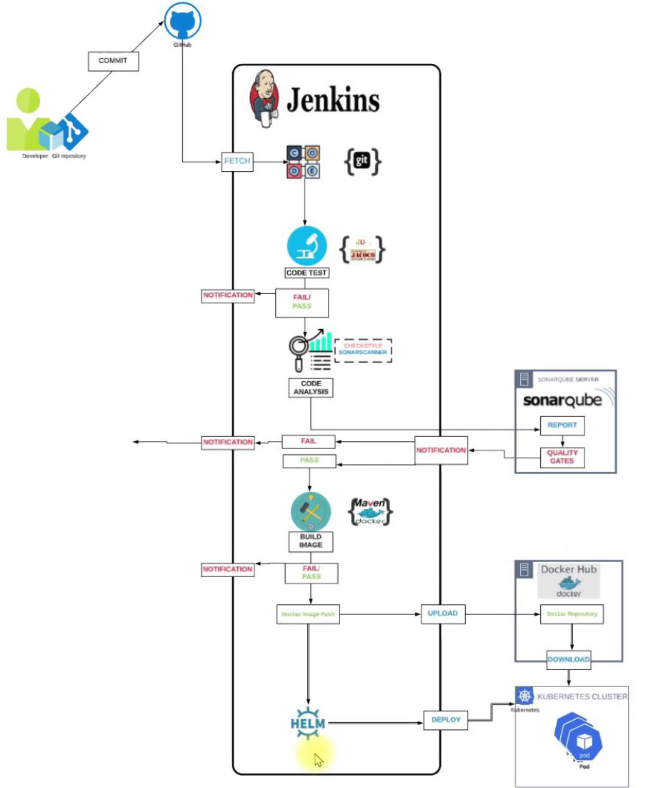 GitHub
COMMIT
Developer Git repository
Jenkins
FETCH
git
JACOCO
CODE TEST
NOTIFICATION
FAIL/
PASS
CHECKSTYLE
SONARSCANNER
CODE
ANALYSIS
SONARQUBE SERVER
sonarqube
REPORT
QUALITY
GATES
NOTIFICATION
FAIL
NOTIFICATION
PASS
Maven
docker
BUILD
IMAGE
NOTIFICATION
FAIL/
PASS
Docker Hub
docker
Docker Image Push
UPLOAD
Docker Repository
DOWNLOAD
KUBERNETES CLUSTER
Kubernetes
HELM
DEPLOY
pod
Pod